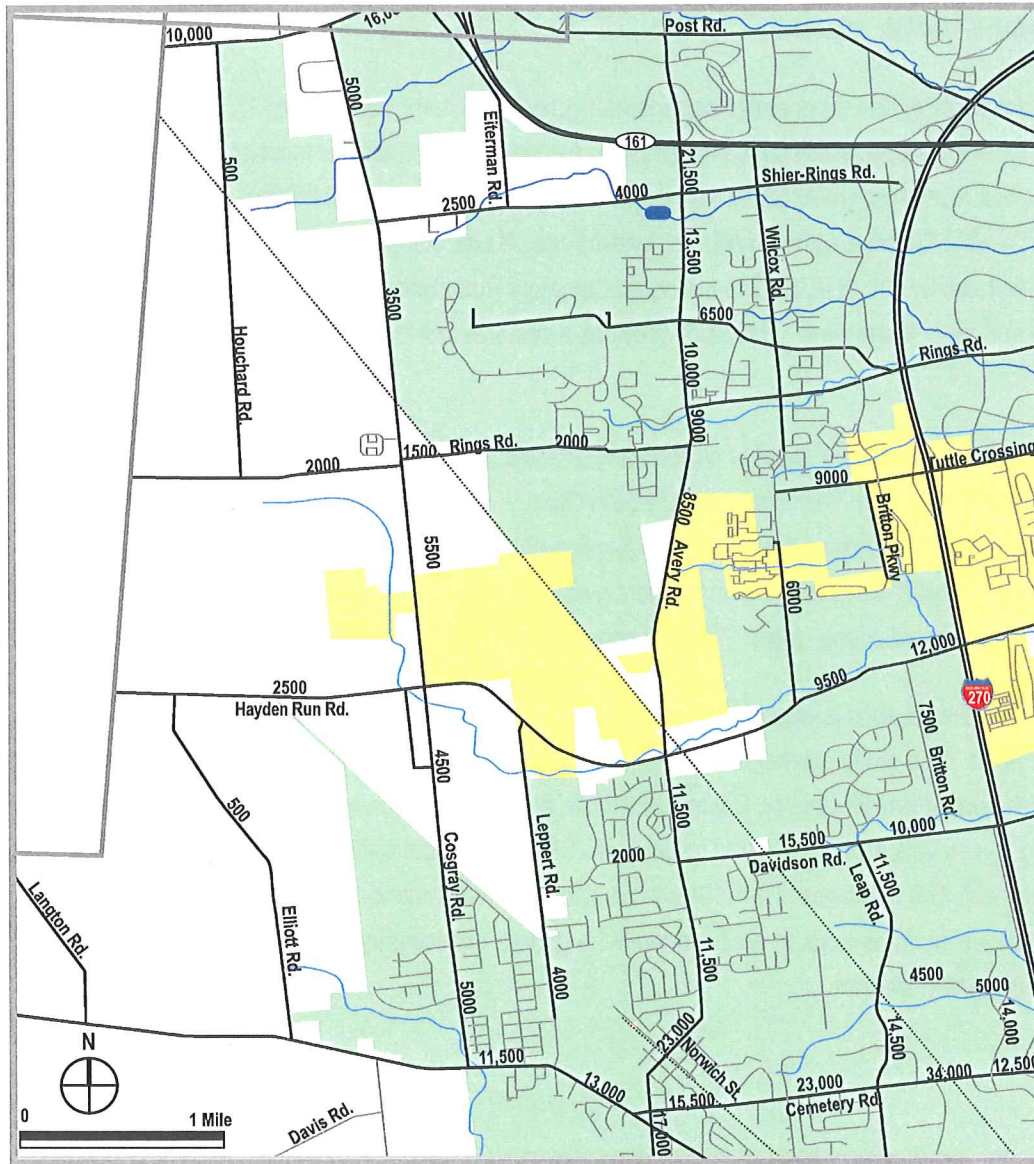 Post Rd.
16,00
10,000
5000
500
Eiterman Rd.
161
21,500
Shier-Rings Rd.
4000
2500
13,500
Wilcox Rd.
3500
6500
Houchard Rd.
10,000
Rings Rd.
9000
Rings Rd.
1500
2000
2000
Tuttle Crossing
9000
8500
Avery Rd.
Britton Pkwy
5500
6000
12,000
9500
2500
Hayden Run Rd.
270
7500
Britton Rd.
4500
11,500
500
Cosgray Rd.
Leppert Rd.
2000
15,500
10,000
Davidson Rd.
11,500
Leap Rd.
Langton Rd.
Elliott Rd.
11,500
4500
5000
5000
4000
14,000
14,500
23,000
Norwich St.
N
11,500
13,000
34,000
12,500
23,000
15,500
Cemetery Rd.
17,000
0
1 Mile
Davis Rd.